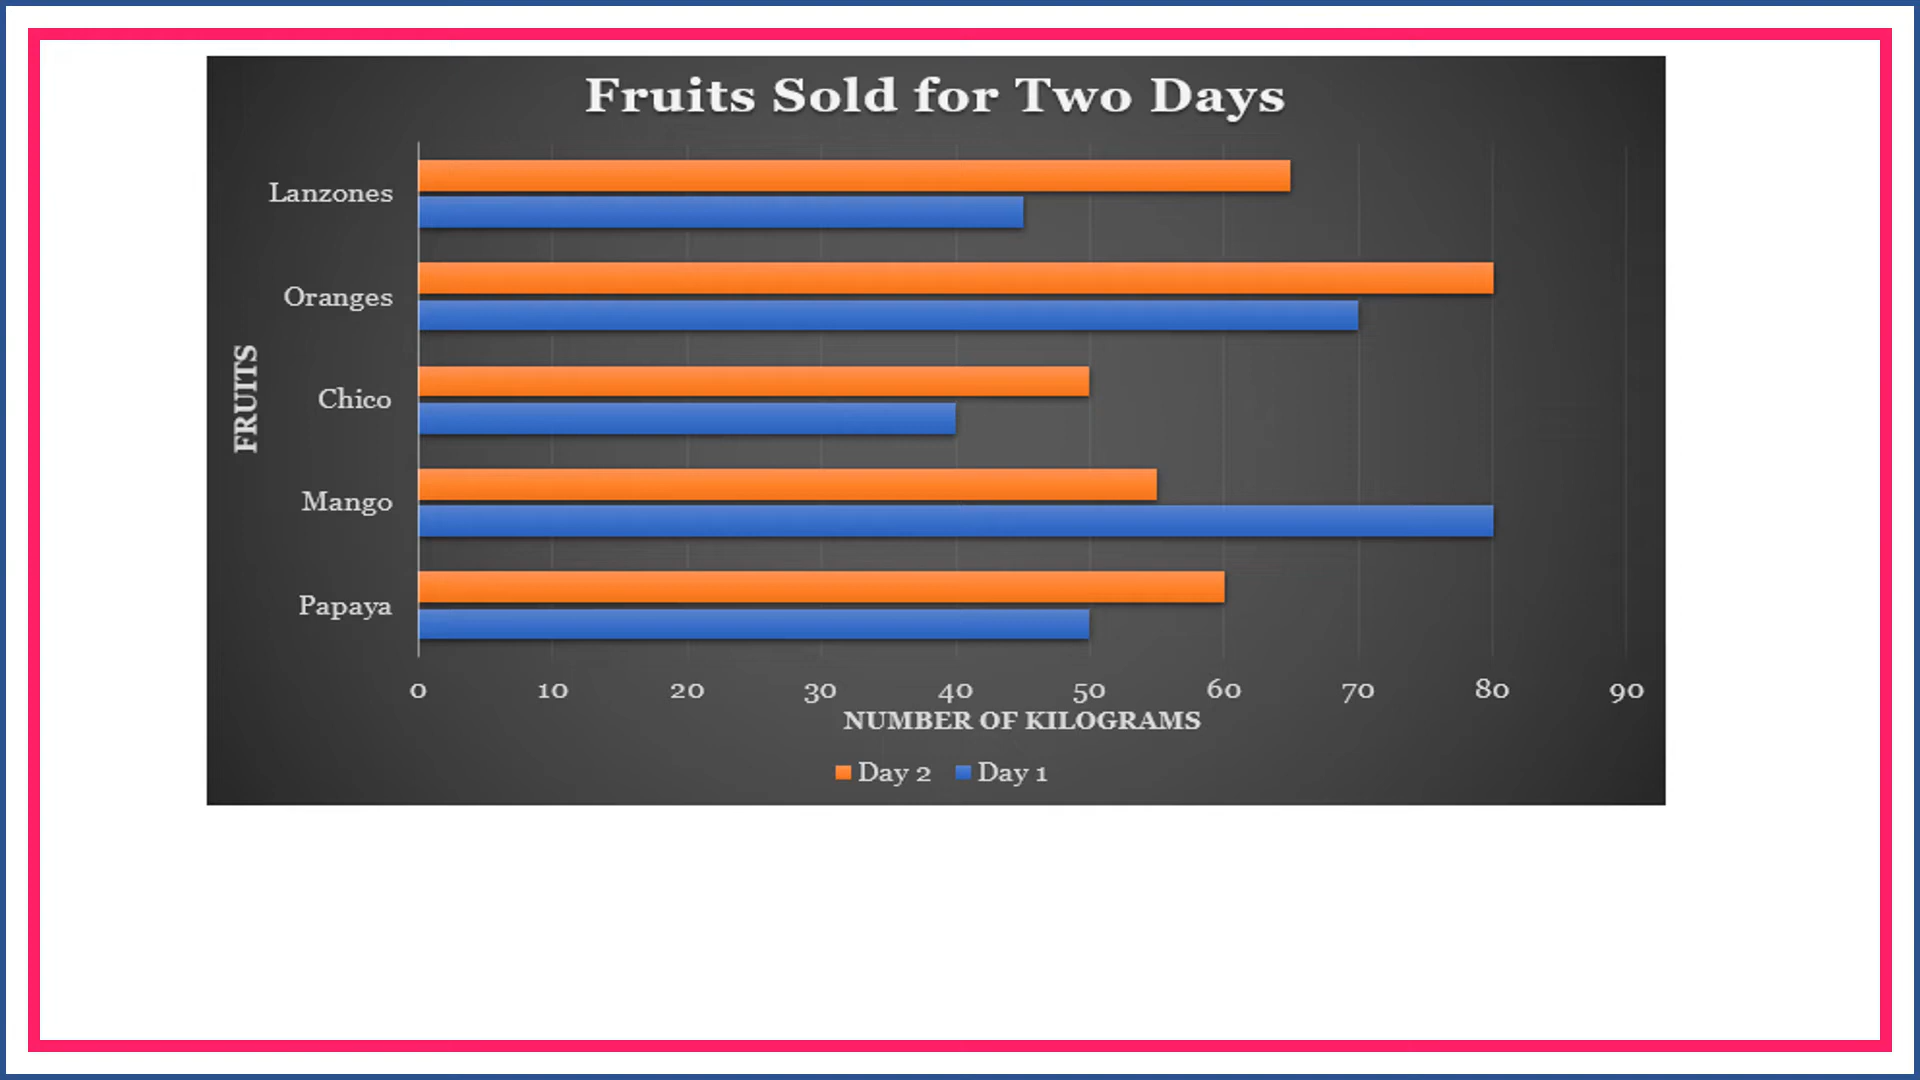 Fruits Sold for Two Days
Lanzones
Oranges
Chico
Mango
Papaya
FRUITS
0 10 20 30 40 50 60 70 80 90
NUMBER OF KILOGRAMS
Day 2 Day 1